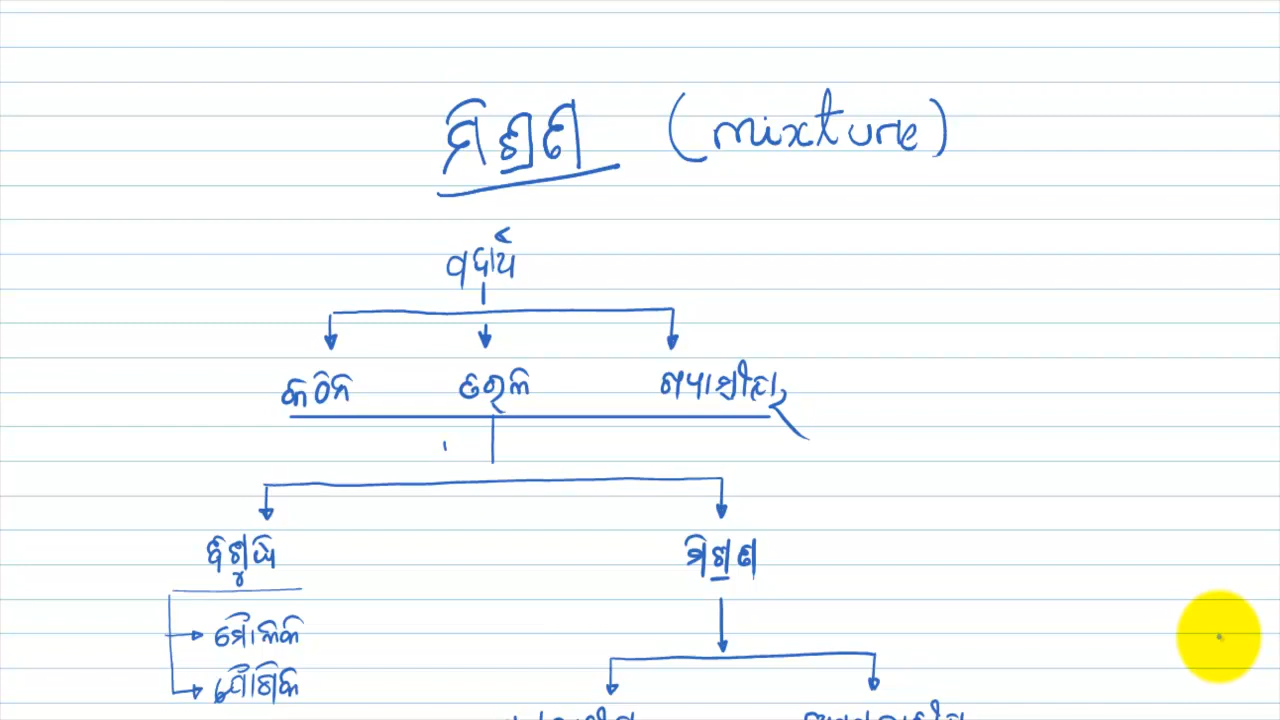 ମିଶ୍ରଣ (mixture)
ପଦାର୍ଥ
କଠିନ ତରଳ ଗ୍ୟାସୀୟ
ବିଶୁଦ୍ଧ ମିଶ୍ରଣ
ମୌଳିକ
ଯୌଗିକ